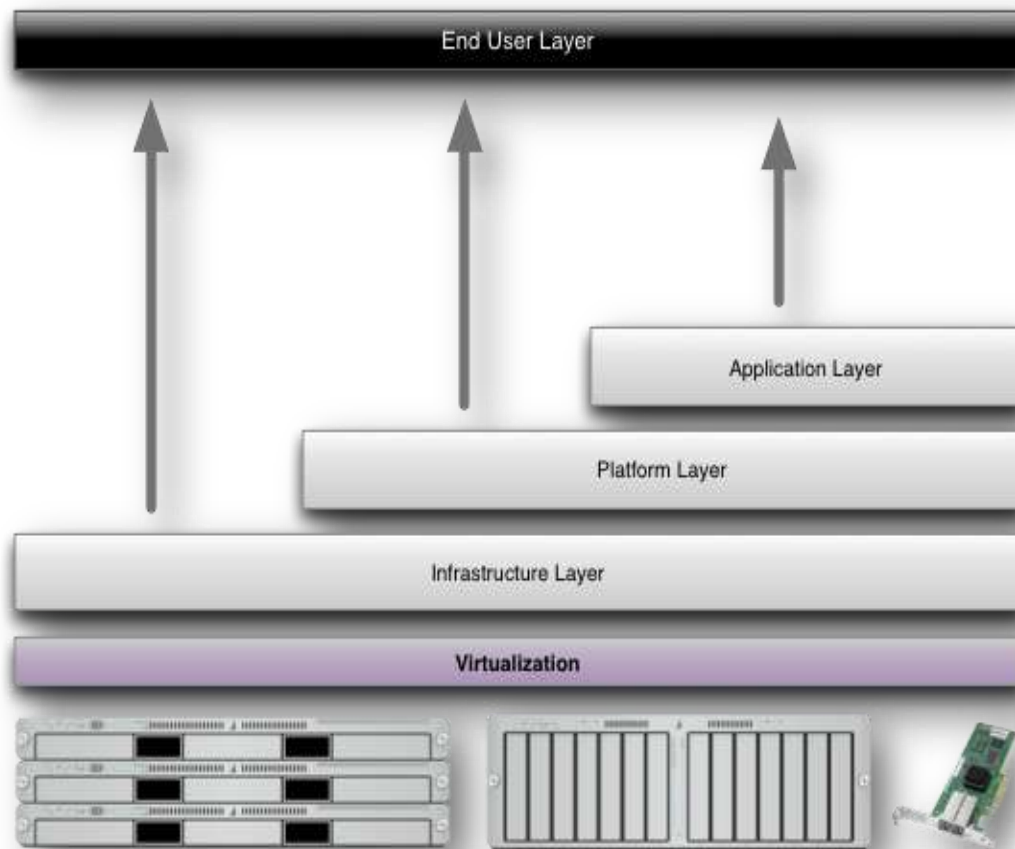 End User Layer
Application Layer
Platform Layer
Infrastructure Layer
Virtualization